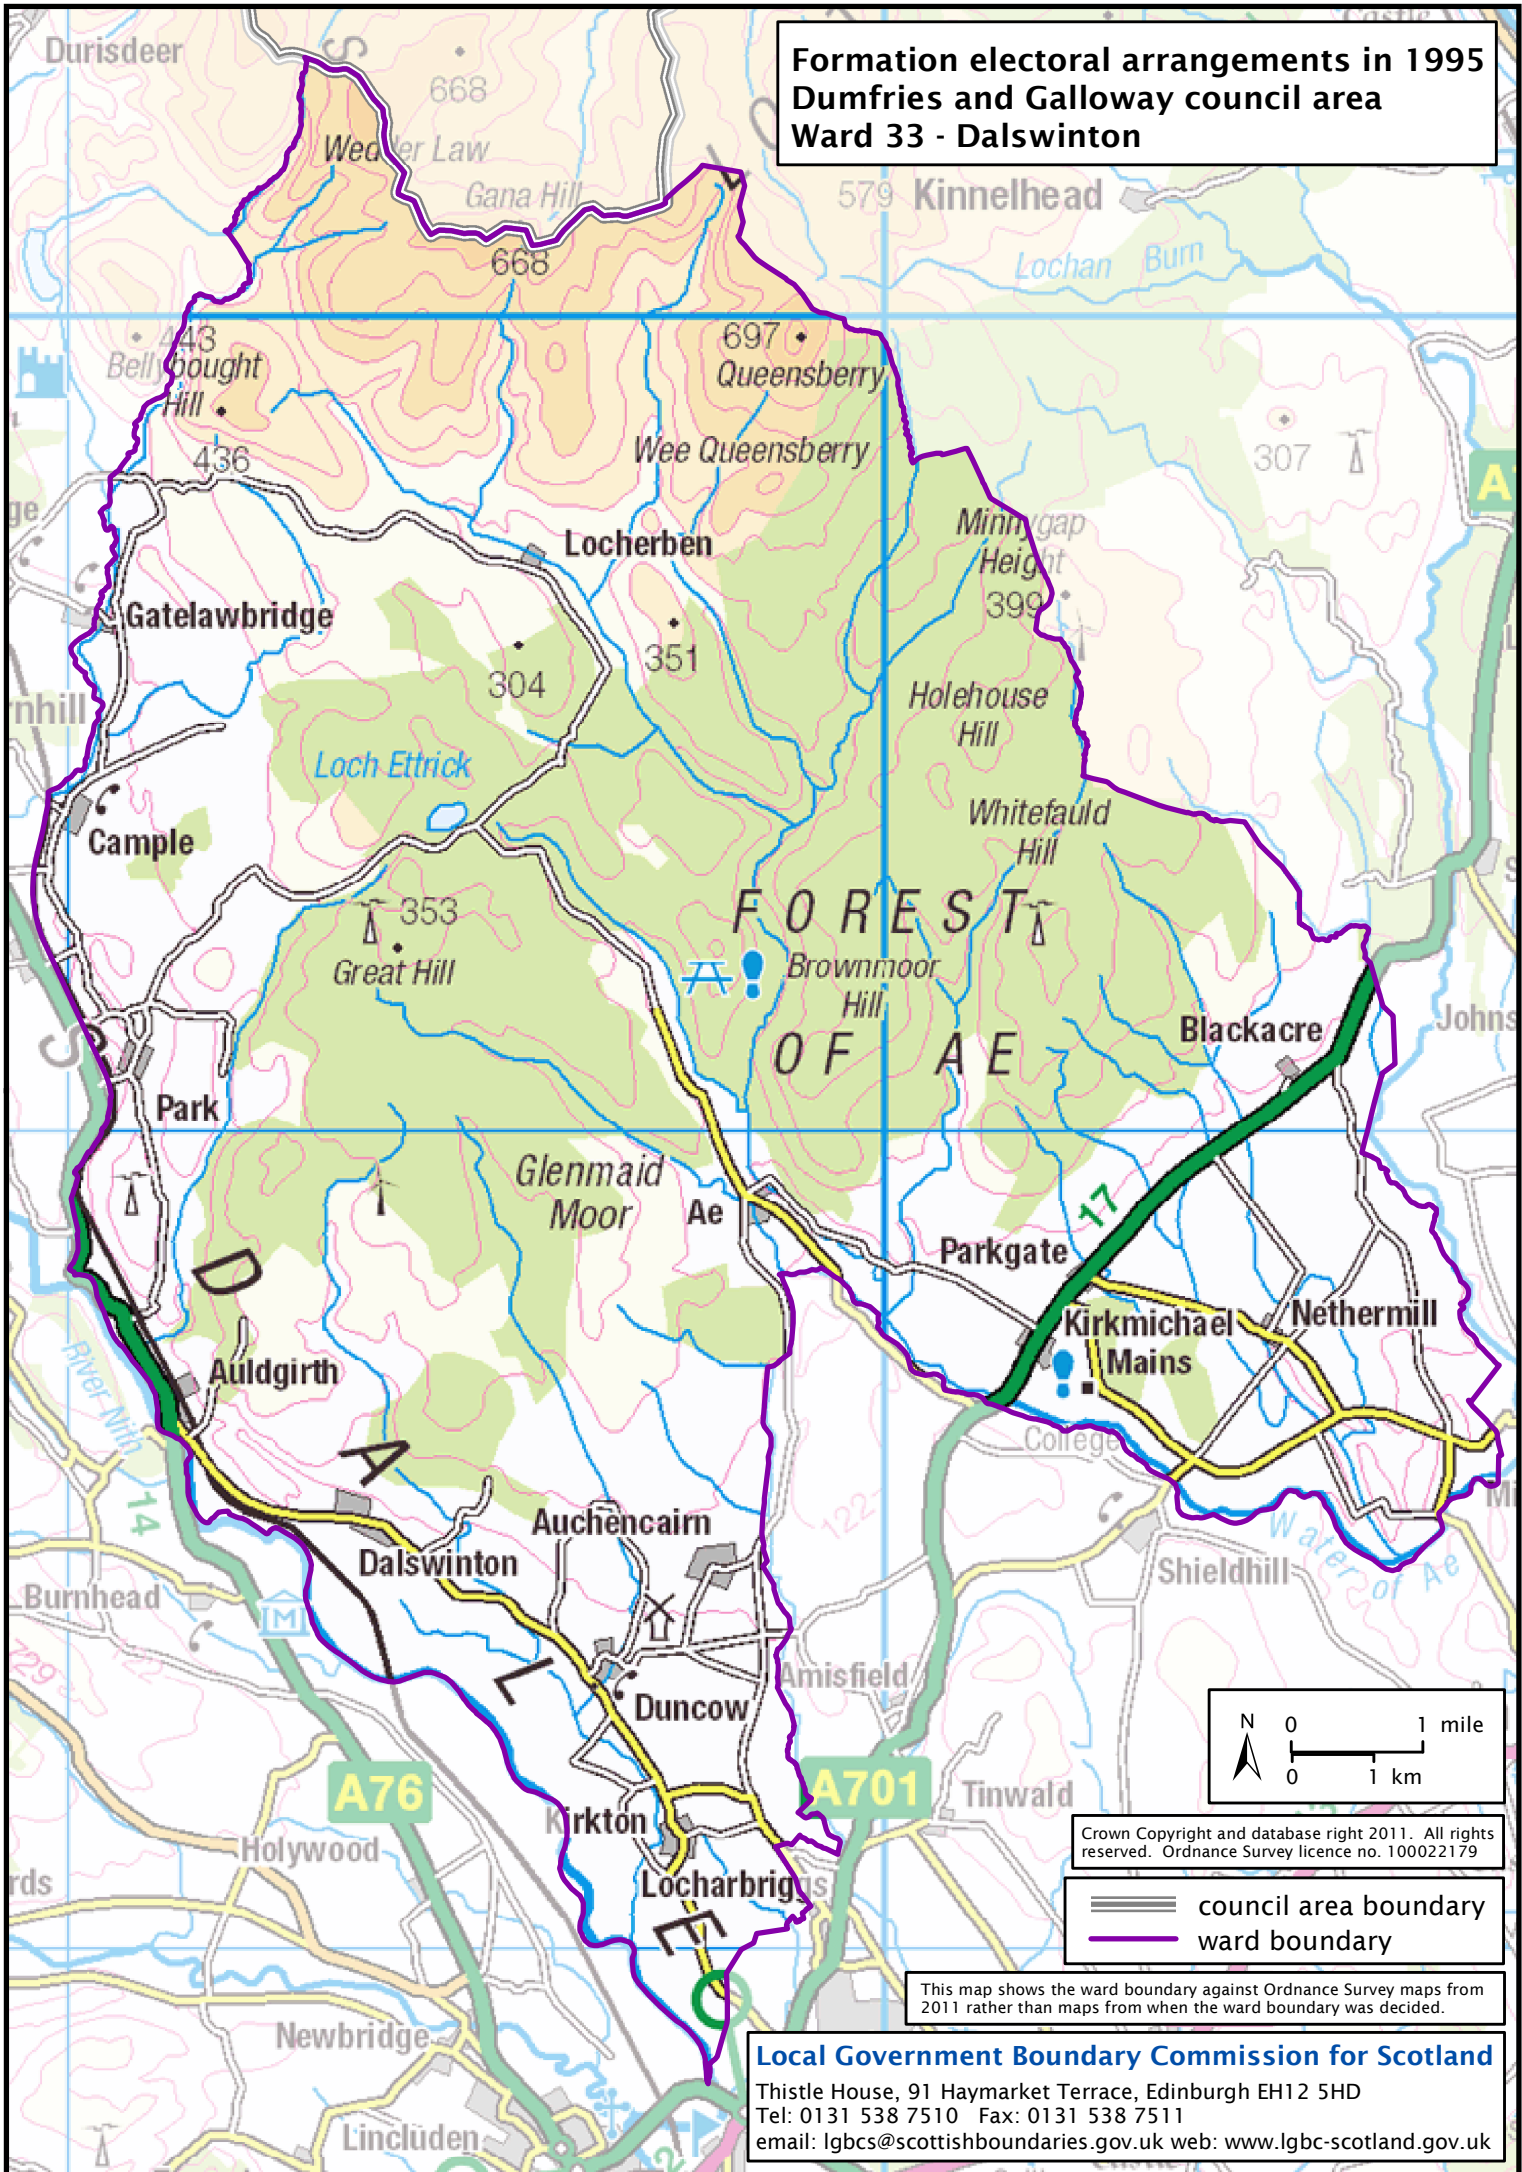 Formation electoral arrangements in 1995
Dumfries and Galloway council area
Ward 33 - Dalswinton
Durisdeer
668
Wedder Law
Gana Hill
579
Kinnelhead
668
Lochan Burn
443
Bellybought
Hill
697
Queensberry
436
Wee Queensberry
307
Minnygap
Height
399
Locherben
Gatelawbridge
304
351
Holehouse
Hill
nhill
Loch Ettrick
Whitefauld
Hill
Cample
353
Great Hill
FOREST
Brownmoor
Hill
OF AE
Blackacre
Johns
S
Park
Glenmaid
Moor
Ae
17
Parkgate
Kirkmichael
Mains
Nethermill
DALE
River Nith
Auldgirth
College
14
122
Auchencairn
Water of Ae
Dalswinton
Shieldhill
Burnhead
729
Amisfield
Duncow
N
0 1 mile
0 1 km
A76
A701
Tinwald
Kirkton
Holywood
rds
Locharbriggs
Crown Copyright and database right 2011. All rights
reserved. Ordnance Survey licence no. 100022179
council area boundary
ward boundary
This map shows the ward boundary against Ordnance Survey maps from
2011 rather than maps from when the ward boundary was decided.
Newbridge
Lincluden
Local Government Boundary Commission for Scotland
Thistle House, 91 Haymarket Terrace, Edinburgh EH12 5HD
Tel: 0131 538 7510 Fax: 0131 538 7511
email: lgbcs@scottishboundaries.gov.uk web: www.lgbc-scotland.gov.uk